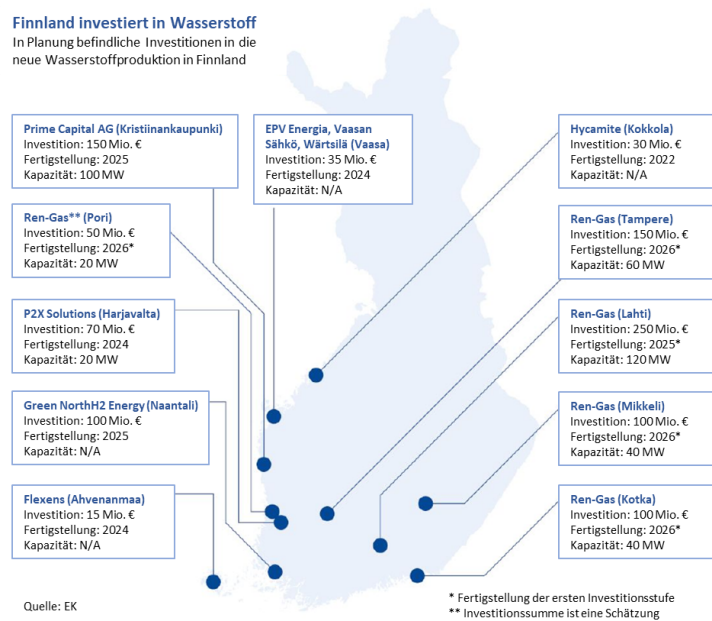 Finnland investiert in Wasserstoff
In Planung befindliche Investitionen in die
neue Wasserstoffproduktion in Finnland
Prime Capital AG (Kristiinankaupunki)
Investition: 150 Mio. €
Fertigstellung: 2025
Kapazität: 100 MW
EPV Energia, Vaasan
Sähkö, Wärtsilä (Vaasa)
Investition: 35 Mio. €
Fertigstellung: 2024
Kapazität: N/A
Hycamite (Kokkola)
Investition: 30 Mio. €
Fertigstellung: 2022
Kapazität: N/A
Ren-Gas** (Pori)
Investition: 50 Mio. €
Fertigstellung: 2026*
Kapazität: 20 MW
Ren-Gas (Tampere)
Investition: 150 Mio. €
Fertigstellung: 2026*
Kapazität: 60 MW
P2X Solutions (Harjavalta)
Investition: 70 Mio. €
Fertigstellung: 2024
Kapazität: 20 MW
Ren-Gas (Lahti)
Investition: 250 Mio. €
Fertigstellung: 2025*
Kapazität: 120 MW
Green NorthH2 Energy (Naantali)
Investition: 100 Mio. €
Fertigstellung: 2025
Kapazität: N/A
Ren-Gas (Mikkeli)
Investition: 100 Mio. €
Fertigstellung: 2026*
Kapazität: 40 MW
Flexens (Ahvenanmaa)
Investition: 15 Mio. €
Fertigstellung: 2024
Kapazität: N/A
Ren-Gas (Kotka)
Investition: 100 Mio. €
Fertigstellung: 2026*
Kapazität: 40 MW
Quelle: EK
* Fertigstellung der ersten Investitionsstufe
** Investitionssumme ist eine Schätzung